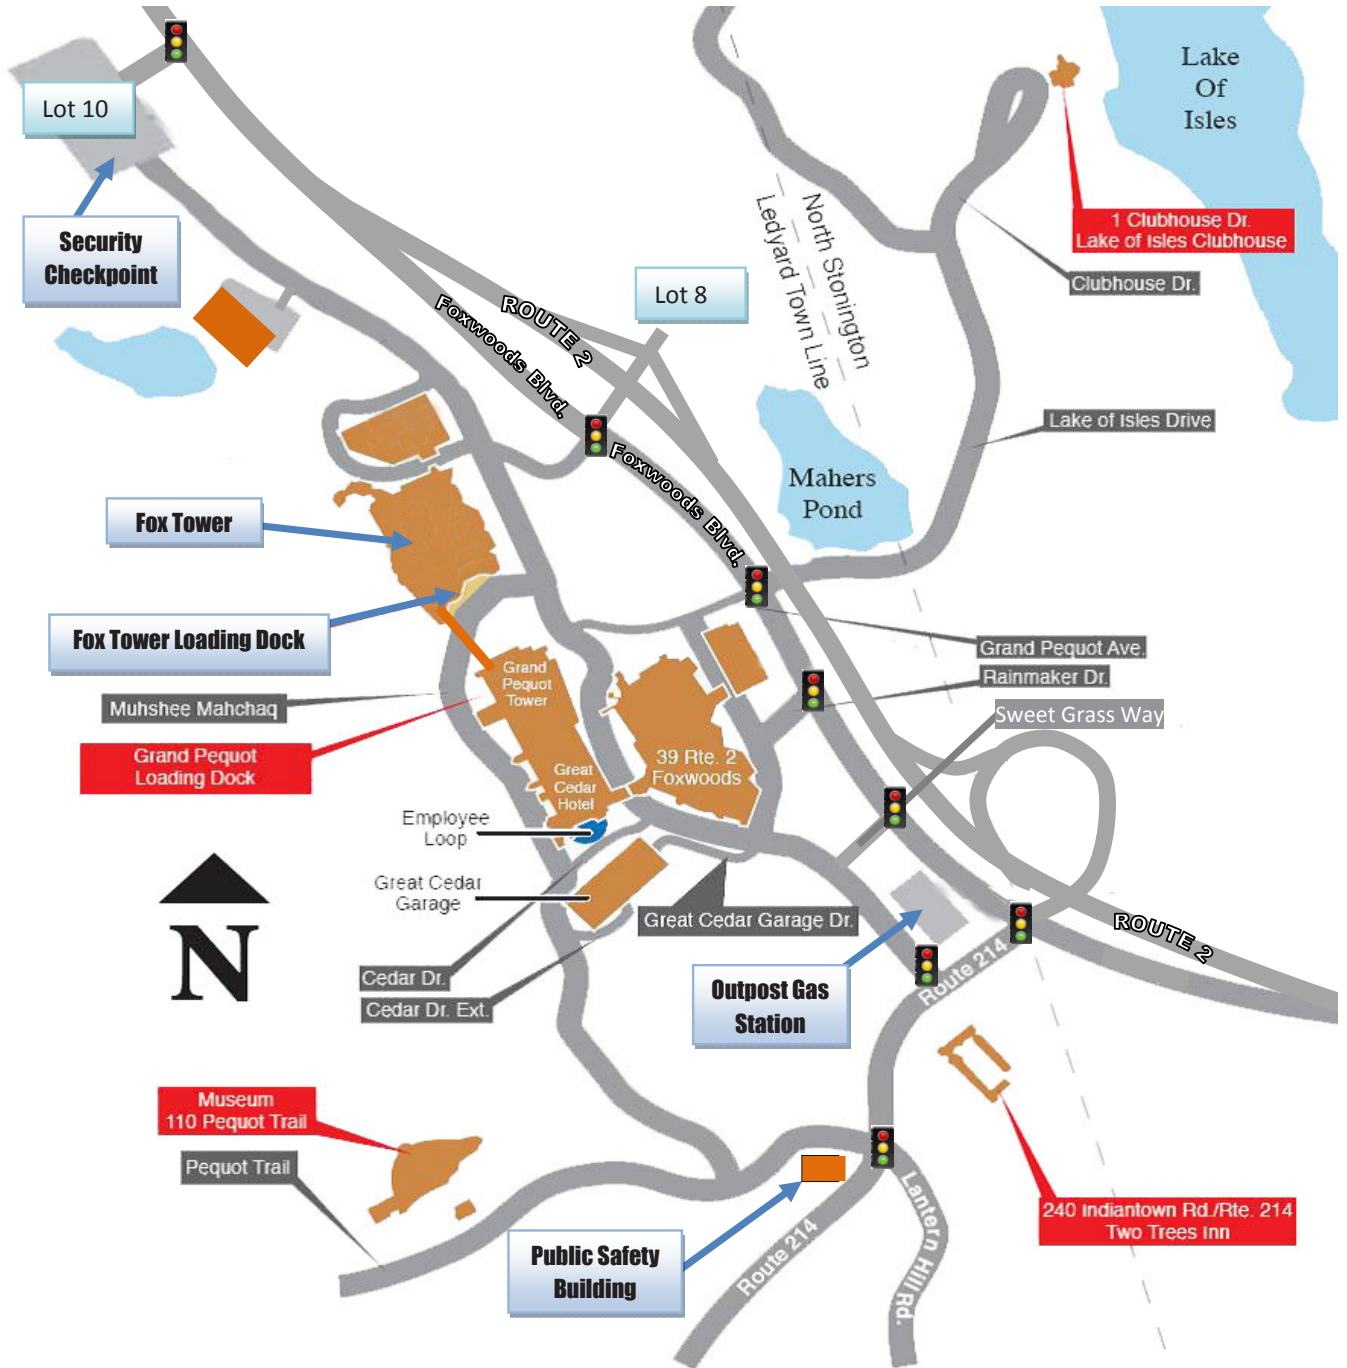 Lot 10
Lake
Of
Isles
Security
Checkpoint
1 Clubhouse Dr.
Lake of Isles Clubhouse
North Stonington
Ledyard Town Line
Clubhouse Dr.
Lot 8
ROUTE 2
Foxwoods Blvd.
Foxwoods Blvd.
Lake of Isles Drive
Mahers
Pond
Fox Tower
Fox Tower Loading Dock
Grand Pequot Ave.
Rainmaker Dr.
Sweet Grass Way
Grand
Pequot
Tower
Muhshee Mahchaq
Grand Pequot
Loading Dock
39 Rte. 2
Foxwoods
Great
Cedar
Hotel
Employee
Loop
Great Cedar
Garage
Great Cedar Garage Dr.
ROUTE 2
N
Cedar Dr.
Cedar Dr. Ext.
Outpost Gas
Station
Route 214
Museum
110 Pequot Trail
Pequot Trail
240 Indiantown Rd./Rte. 214
Two Trees Inn
Public Safety
Building
Route 214
Lantern Hill Rd.